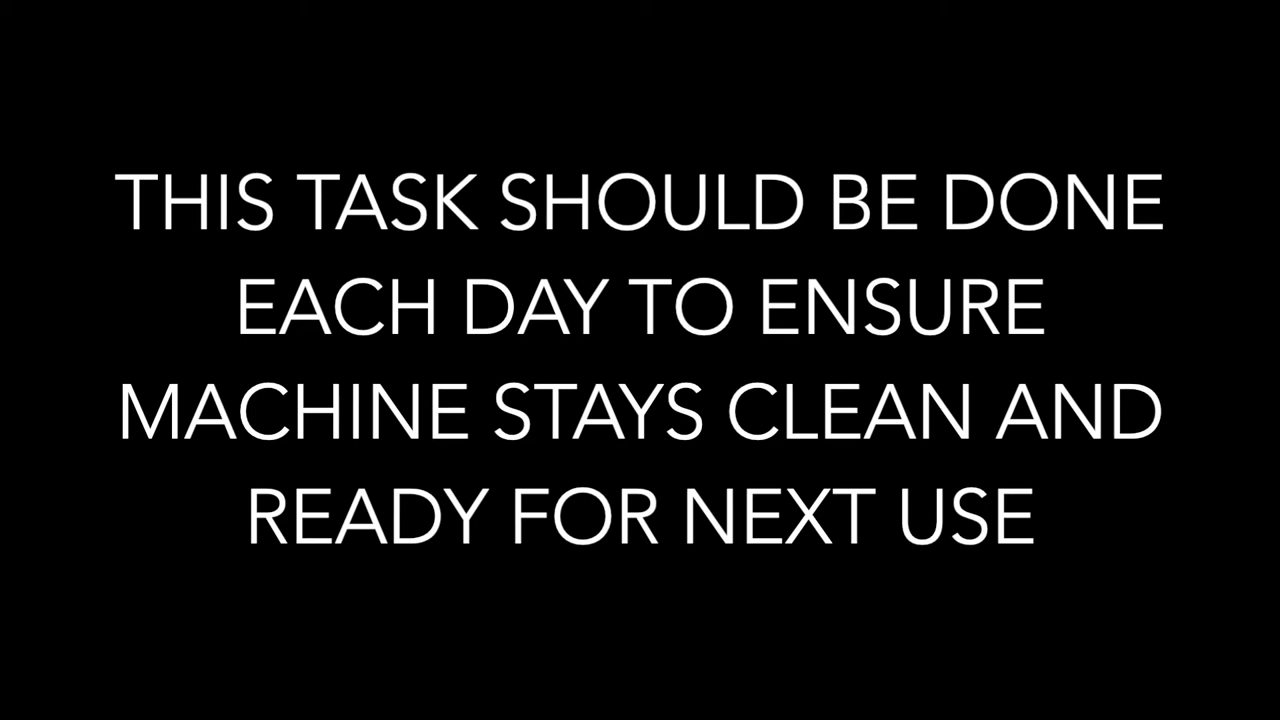 THIS TASK SHOULD BE DONE
EACH DAY TO ENSURE
MACHINE STAYS CLEAN AND
READY FOR NEXT USE